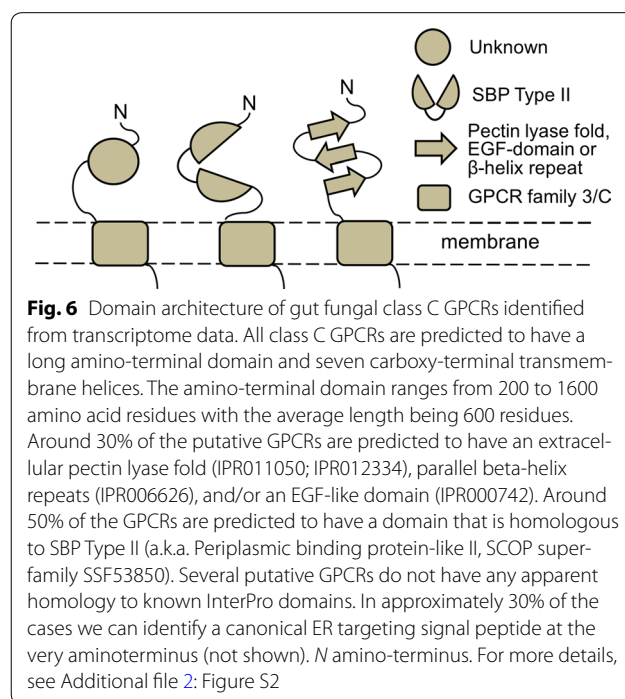 Unknown
N
N
N
SBP Type II
Pectin lyase fold,
EGF-domain or
β-helix repeat
GPCR family 3/C
membrane
Fig. 6 Domain architecture of gut fungal class C GPCRs identified
from transcriptome data. All class C GPCRs are predicted to have a
long amino-terminal domain and seven carboxy-terminal transmem-
brane helices. The amino-terminal domain ranges from 200 to 1600
amino acid residues with the average length being 600 residues.
Around 30% of the putative GPCRs are predicted to have an extracel-
lular pectin lyase fold (IPR011050; IPR012334), parallel beta-helix
repeats (IPR006626), and/or an EGF-like domain (IPR000742). Around
50% of the GPCRs are predicted to have a domain that is homologous
to SBP Type II (a.k.a. Periplasmic binding protein-like II, SCOP super-
family SSF53850). Several putative GPCRs do not have any apparent
homology to known InterPro domains. In approximately 30% of the
cases we can identify a canonical ER targeting signal peptide at the
very aminoterminus (not shown). N amino-terminus. For more details,
see Additional file 2: Figure S2